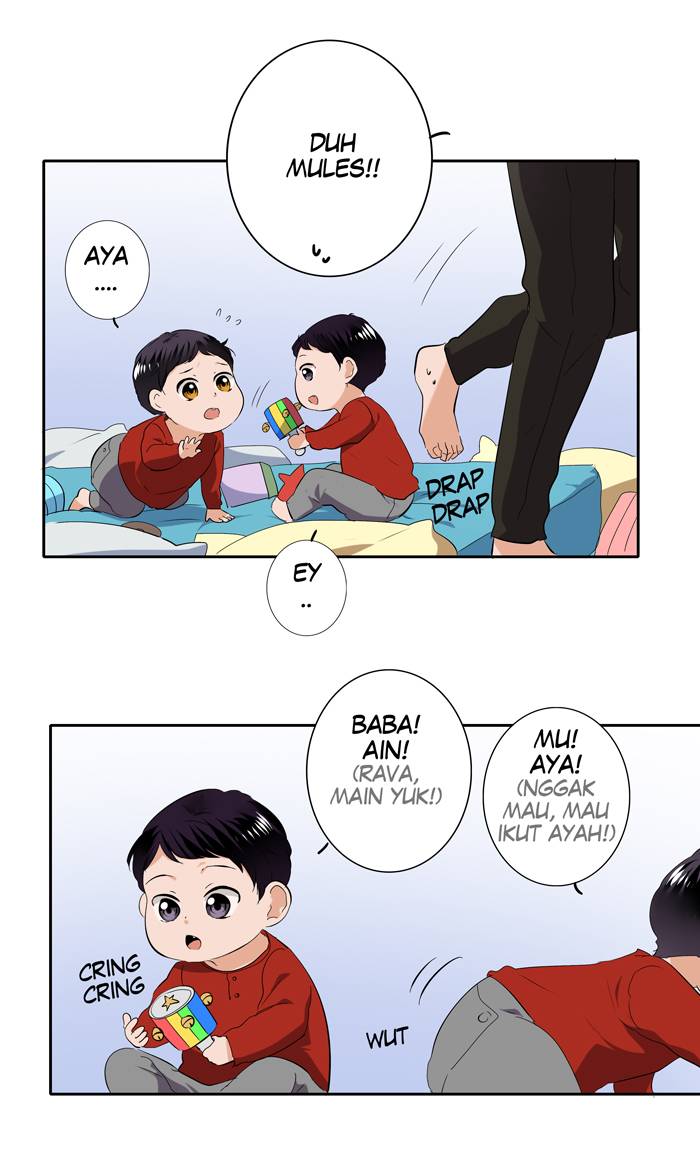 DUH
MULES!!
AYA
....
DRAP
DRAP
EY
..
BABA!
AIN!
(RAVA,
MAIN YUK!)
MU!
AYA!
(NGGAK
MAU, MAU
IKUT AYAH!)
CRING
CRING
WUT